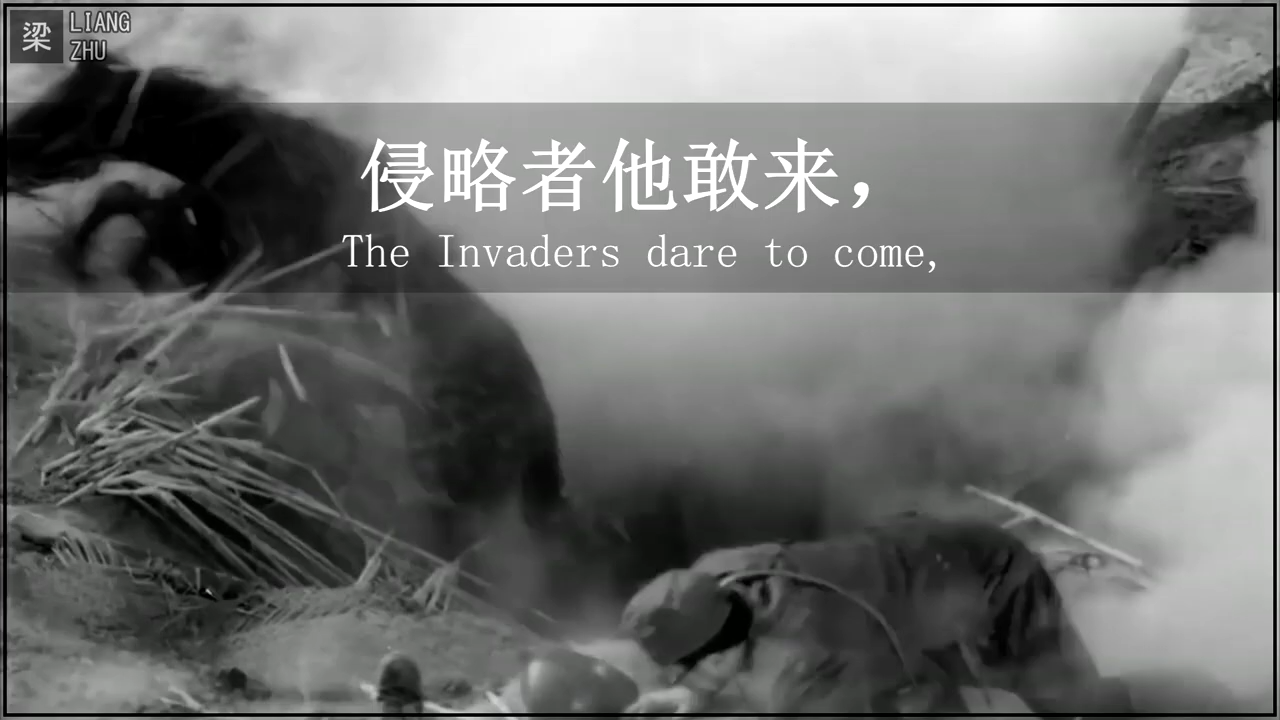 梁
LIANG
ZHU
侵略者他敢来，
The Invaders dare to come,